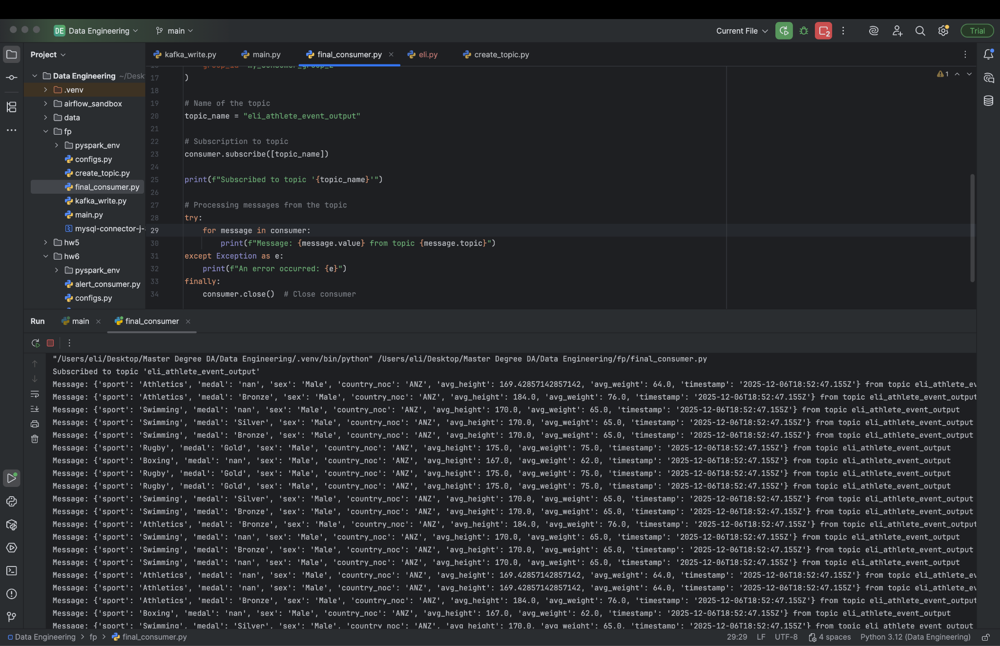 DE Data Engineering main Current File 2 Trial
Project
kafka_write.py main.py final_consumer.py eli.py create_topic.py
Data Engineering ~/Desk
.venv
airflow_sandbox
data
fp
pyspark_env
configs.py
create_topic.py
final_consumer.py
kafka_write.py
main.py
mysql-connector-j-
hw5
hw6
pyspark_env
alert_consumer.py
configs.py
1
17 )
18
19 # Name of the topic
20 topic_name = "eli_athlete_event_output"
21
22 # Subscription to topic
23 consumer.subscribe([topic_name])
24
25 print(f"Subscribed to topic '{topic_name}'")
26
27 # Processing messages from the topic
28 try:
29 for message in consumer:
30 print(f"Message: {message.value} from topic {message.topic}")
31 except Exception as e:
32 print(f"An error occurred: {e}")
33 finally:
34 consumer.close() # Close consumer
Run main final_consumer
"/Users/eli/Desktop/Master Degree DA/Data Engineering/.venv/bin/python" /Users/eli/Desktop/Master Degree DA/Data Engineering/fp/final_consumer.py
Subscribed to topic 'eli_athlete_event_output'
Message: {'sport': 'Athletics', 'medal': 'nan', 'sex': 'Male', 'country_noc': 'ANZ', 'avg_height': 169.42857142857142, 'avg_weight': 64.0, 'timestamp': '2025-12-06T18:52:47.155Z'} from topic eli_athlete_ev
Message: {'sport': 'Athletics', 'medal': 'Bronze', 'sex': 'Male', 'country_noc': 'ANZ', 'avg_height': 184.0, 'avg_weight': 76.0, 'timestamp': '2025-12-06T18:52:47.155Z'} from topic eli_athlete_event_output
Message: {'sport': 'Swimming', 'medal': 'nan', 'sex': 'Male', 'country_noc': 'ANZ', 'avg_height': 170.0, 'avg_weight': 65.0, 'timestamp': '2025-12-06T18:52:47.155Z'} from topic eli_athlete_event_output
Message: {'sport': 'Swimming', 'medal': 'Silver', 'sex': 'Male', 'country_noc': 'ANZ', 'avg_height': 170.0, 'avg_weight': 65.0, 'timestamp': '2025-12-06T18:52:47.155Z'} from topic eli_athlete_event_output
Message: {'sport': 'Swimming', 'medal': 'Bronze', 'sex': 'Male', 'country_noc': 'ANZ', 'avg_height': 170.0, 'avg_weight': 65.0, 'timestamp': '2025-12-06T18:52:47.155Z'} from topic eli_athlete_event_output
Message: {'sport': 'Rugby', 'medal': 'Gold', 'sex': 'Male', 'country_noc': 'ANZ', 'avg_height': 175.0, 'avg_weight': 75.0, 'timestamp': '2025-12-06T18:52:47.155Z'} from topic eli_athlete_event_output
Message: {'sport': 'Boxing', 'medal': 'nan', 'sex': 'Male', 'country_noc': 'ANZ', 'avg_height': 167.0, 'avg_weight': 62.0, 'timestamp': '2025-12-06T18:52:47.155Z'} from topic eli_athlete_event_output
Message: {'sport': 'Rugby', 'medal': 'Gold', 'sex': 'Male', 'country_noc': 'ANZ', 'avg_height': 175.0, 'avg_weight': 75.0, 'timestamp': '2025-12-06T18:52:47.155Z'} from topic eli_athlete_event_output
Message: {'sport': 'Rugby', 'medal': 'Gold', 'sex': 'Male', 'country_noc': 'ANZ', 'avg_height': 175.0, 'avg_weight': 75.0, 'timestamp': '2025-12-06T18:52:47.155Z'} from topic eli_athlete_event_output
Message: {'sport': 'Swimming', 'medal': 'Silver', 'sex': 'Male', 'country_noc': 'ANZ', 'avg_height': 170.0, 'avg_weight': 65.0, 'timestamp': '2025-12-06T18:52:47.155Z'} from topic eli_athlete_event_output
Message: {'sport': 'Swimming', 'medal': 'Bronze', 'sex': 'Male', 'country_noc': 'ANZ', 'avg_height': 170.0, 'avg_weight': 65.0, 'timestamp': '2025-12-06T18:52:47.155Z'} from topic eli_athlete_event_output
Message: {'sport': 'Athletics', 'medal': 'Bronze', 'sex': 'Male', 'country_noc': 'ANZ', 'avg_height': 184.0, 'avg_weight': 76.0, 'timestamp': '2025-12-06T18:52:47.155Z'} from topic eli_athlete_event_output
Message: {'sport': 'Swimming', 'medal': 'nan', 'sex': 'Male', 'country_noc': 'ANZ', 'avg_height': 170.0, 'avg_weight': 65.0, 'timestamp': '2025-12-06T18:52:47.155Z'} from topic eli_athlete_event_output
Message: {'sport': 'Swimming', 'medal': 'Bronze', 'sex': 'Male', 'country_noc': 'ANZ', 'avg_height': 170.0, 'avg_weight': 65.0, 'timestamp': '2025-12-06T18:52:47.155Z'} from topic eli_athlete_event_output
Message: {'sport': 'Swimming', 'medal': 'nan', 'sex': 'Male', 'country_noc': 'ANZ', 'avg_height': 170.0, 'avg_weight': 65.0, 'timestamp': '2025-12-06T18:52:47.155Z'} from topic eli_athlete_event_output
Message: {'sport': 'Athletics', 'medal': 'nan', 'sex': 'Male', 'country_noc': 'ANZ', 'avg_height': 169.42857142857142, 'avg_weight': 64.0, 'timestamp': '2025-12-06T18:52:47.155Z'} from topic eli_athlete_ev
Message: {'sport': 'Athletics', 'medal': 'nan', 'sex': 'Male', 'country_noc': 'ANZ', 'avg_height': 169.42857142857142, 'avg_weight': 64.0, 'timestamp': '2025-12-06T18:52:47.155Z'} from topic eli_athlete_ev
Message: {'sport': 'Athletics', 'medal': 'Bronze', 'sex': 'Male', 'country_noc': 'ANZ', 'avg_height': 184.0, 'avg_weight': 76.0, 'timestamp': '2025-12-06T18:52:47.155Z'} from topic eli_athlete_event_output
Message: {'sport': 'Boxing', 'medal': 'nan', 'sex': 'Male', 'country_noc': 'ANZ', 'avg_height': 167.0, 'avg_weight': 62.0, 'timestamp': '2025-12-06T18:52:47.155Z'} from topic eli_athlete_event_output
Message: {'sport': 'Swimming', 'medal': 'Silver', 'sex': 'Male', 'country_noc': 'ANZ', 'avg_height': 170.0, 'avg_weight': 65.0, 'timestamp': '2025-12-06T18:52:47.155Z'} from topic eli_athlete_event_output
Data Engineering > fp > final_consumer.py 29:29 LF UTF-8 4 spaces Python 3.12 (Data Engineering)